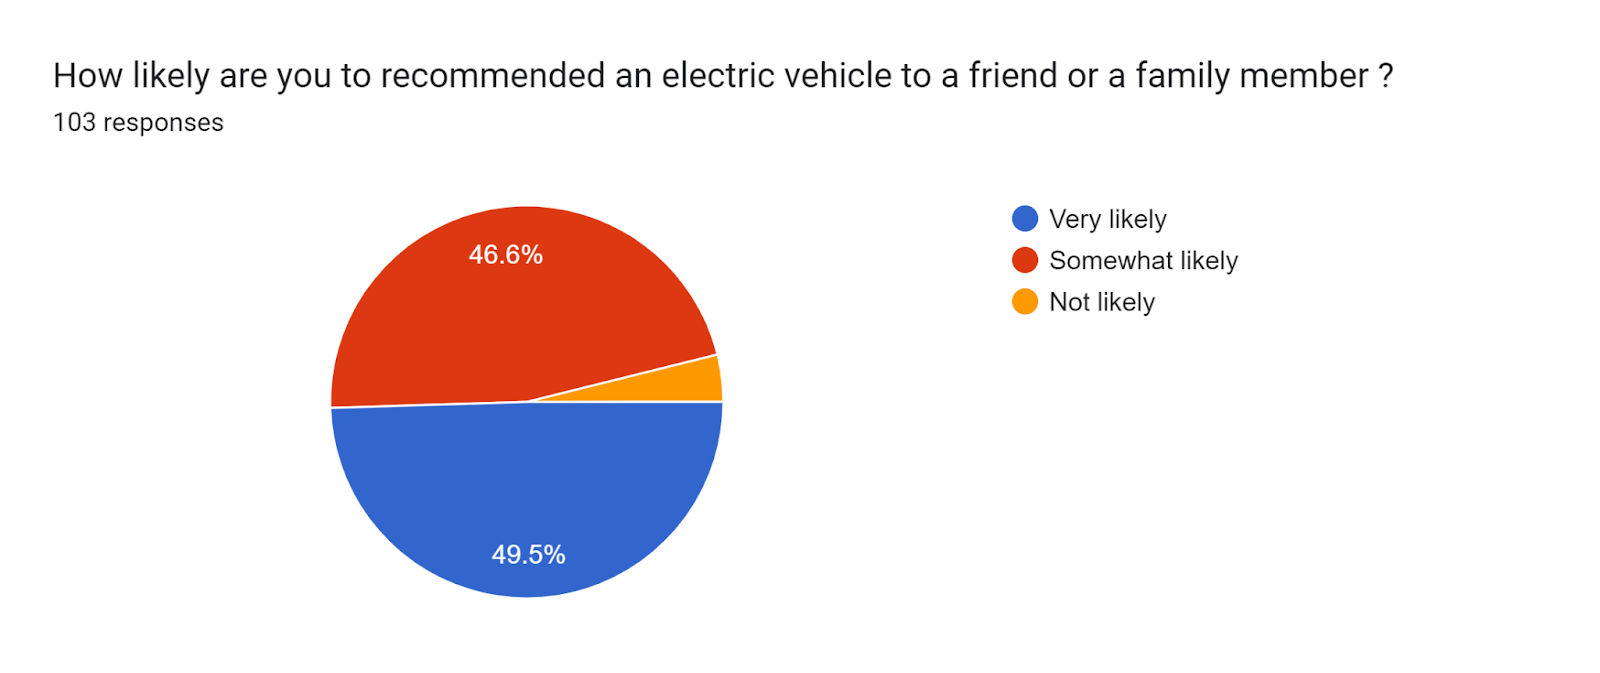 How likely are you to recommended an electric vehicle to a friend or a family member ?
103 responses
46.6%
49.5%
Very likely
Somewhat likely
Not likely